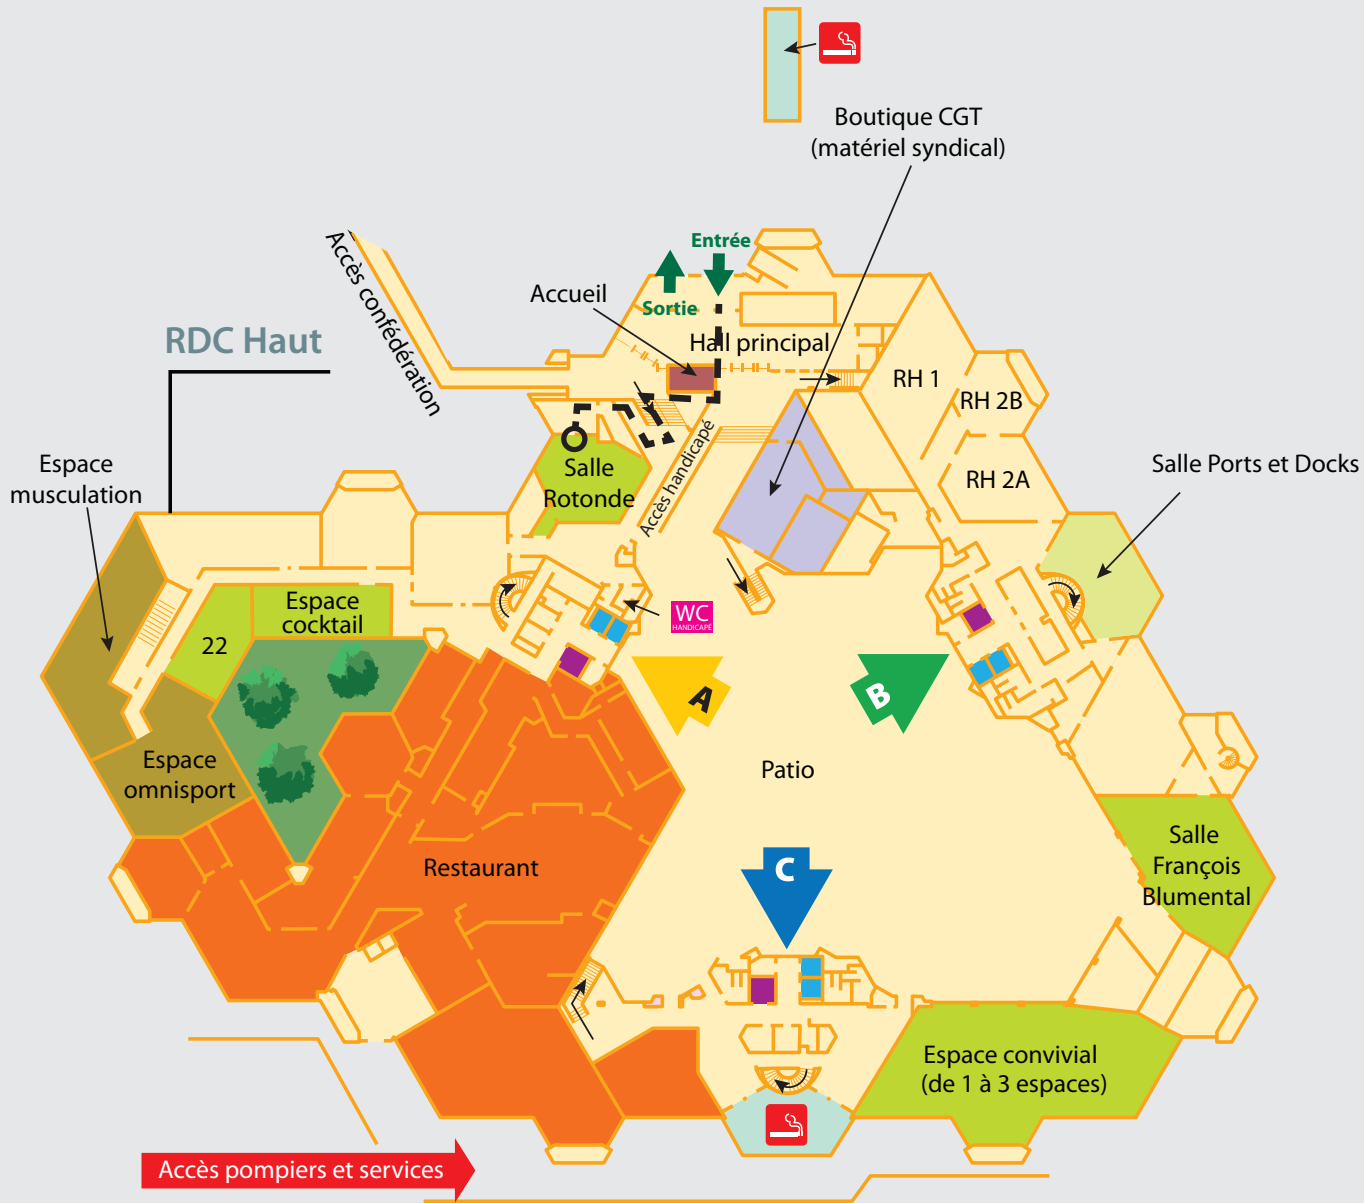 Boutique CGT
(matériel syndical)
Entrée
Sortie
Accueil
Accès confédération
Hall principal
RDC Haut
RH 1
RH 2B
RH 2A
Salle Ports et Docks
Espace
musculation
Salle
Rotonde
Accès handicapé
Espace
cocktail
22
WC
HANDICAPÉ
A
B
Patio
Espace
omnisport
Restaurant
C
Salle
François
Blumental
Espace convivial
(de 1 à 3 espaces)
Accès pompiers et services